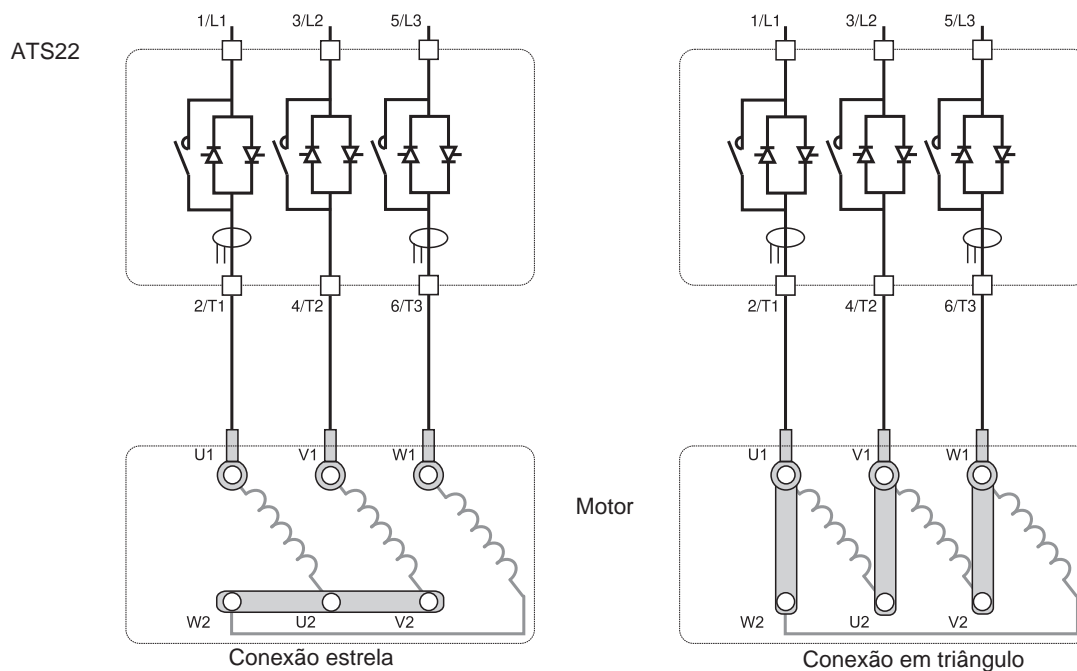 1/L1 3/L2 5/L3 1/L1 3/L2 5/L3
ATS22
2/T1 4/T2 6/T3 2/T1 4/T2 6/T3
U1 V1 W1 U1 V1 W1
Motor
W2 U2 V2 W2 U2 V2
Conexão estrela Conexão em triângulo